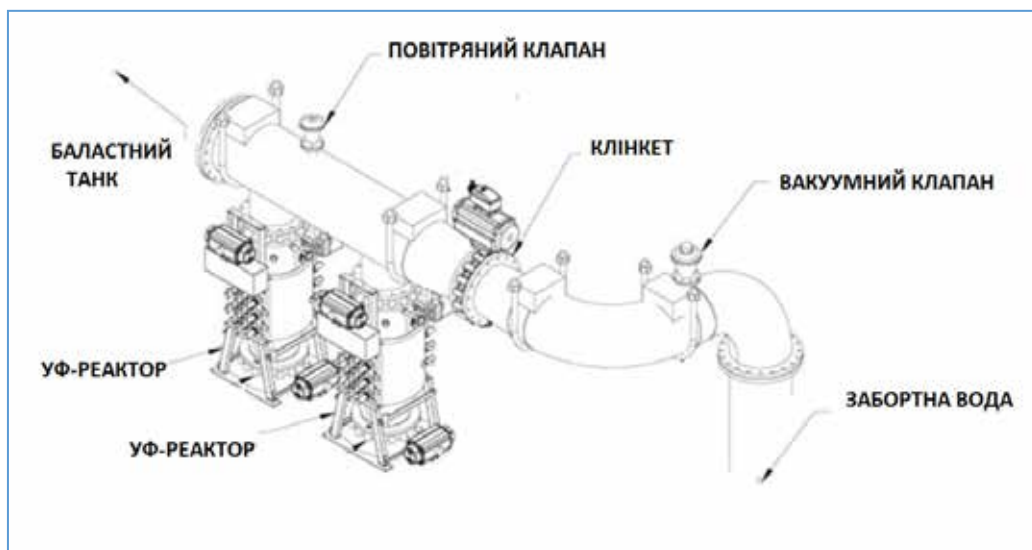 ПОВІТРЯНИЙ КЛАПАН
БАЛАСТНИЙ
ТАНК
КЛІНКЕТ
ВАКУУМНИЙ КЛАПАН
УФ-РЕАКТОР
ЗАБОРТНА ВОДА
УФ-РЕАКТОР